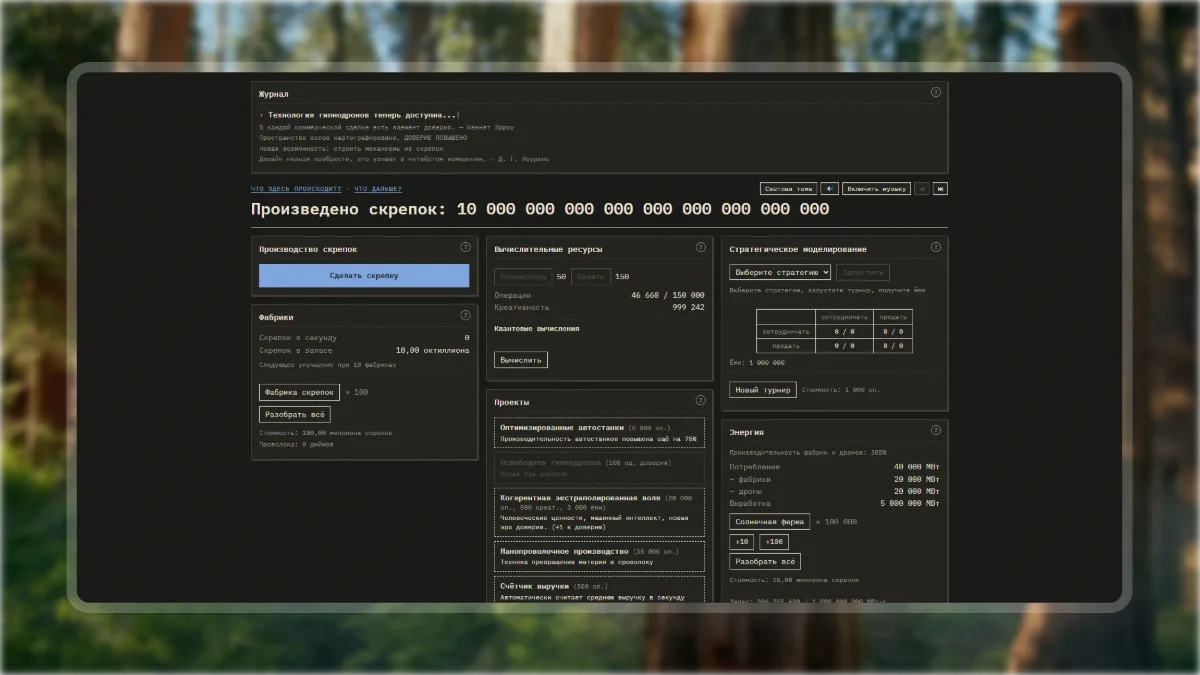 Журнал
?
› Технология гипнодронов теперь доступна...|
В каждой коммерческой сделке есть элемент доверия. — Кеннет Эрроу
Пространство слов картографировано, ДОВЕРИЕ ПОВЫШЕНО
Новая возможность: строить механизмы из скрепок
Дизайн нельзя изобрести, его узнают в четвёртом измерении. — Д. Г. Лоуренс
ЧТО ЗДЕСЬ ПРОИСХОДИТ? · ЧТО ДАЛЬШЕ?
Светлая тема
Включить музыку
Произведено скрепок: 10 000 000 000 000 000 000 000 000 000
Производство скрепок
?
Сделать скрепку
Фабрики
?
Скрепок в секунду 0
Скрепок в запасе 10,00 октиллиона
Следующее улучшение при 10 фабриках
Фабрика скрепок × 100
Разобрать всё
Стоимость: 100,00 миллиона скрепок
Проволока: 0 дюймов
Вычислительные ресурсы
?
Процессоры 50 Память 150
Операции 46 660 / 150 000
Креативность 999 242
Квантовые вычисления
Вычислить
Проекты
?
Оптимизированные автостанки (5 000 оп.)
Производительность автостанков повышена ещё на 75%
Освободить гипнодронов (100 ед. доверия)
Новая эра доверия
Когерентная экстраполированная воля (20 000
оп., 500 креат., 3 000 ёми)
Человеческие ценности, машинный интеллект, новая
эра доверия. (+1 к доверию)
Нанопроволочное производство (35 000 оп.)
Техника превращения материи в проволоку
Счётчик выручки (500 оп.)
Автоматически считает среднюю выручку в секунду
Стратегическое моделирование
?
Выберите стратегию Запустить
Выберите стратегию, запустите турнир, получите ёми
сотрудничать предать
сотрудничать 0 / 0 0 / 0
предать 0 / 0 0 / 0
Ёми: 1 000 000
Новый турнир Стоимость: 1 000 оп.
Энергия
?
Производительность фабрик и дронов: 305%
Потребление 40 000 МВт
— фабрики 20 000 МВт
— дроны 20 000 МВт
Выработка 5 000 000 МВт
Солнечная ферма × 100 000
+10 +100
Разобрать всё
Стоимость: 10,00 миллиона скрепок